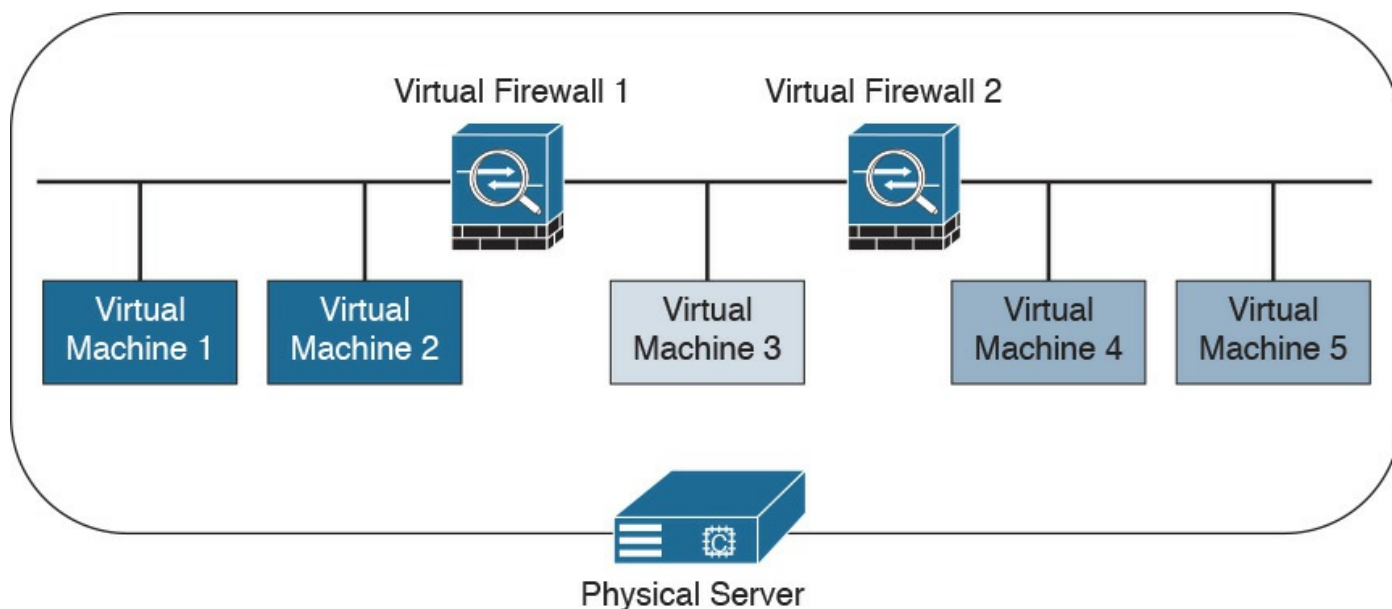 Virtual Firewall 1
Virtual Firewall 2
Virtual
Machine 1
Virtual
Machine 2
Virtual
Machine 3
Virtual
Machine 4
Virtual
Machine 5
C
Physical Server